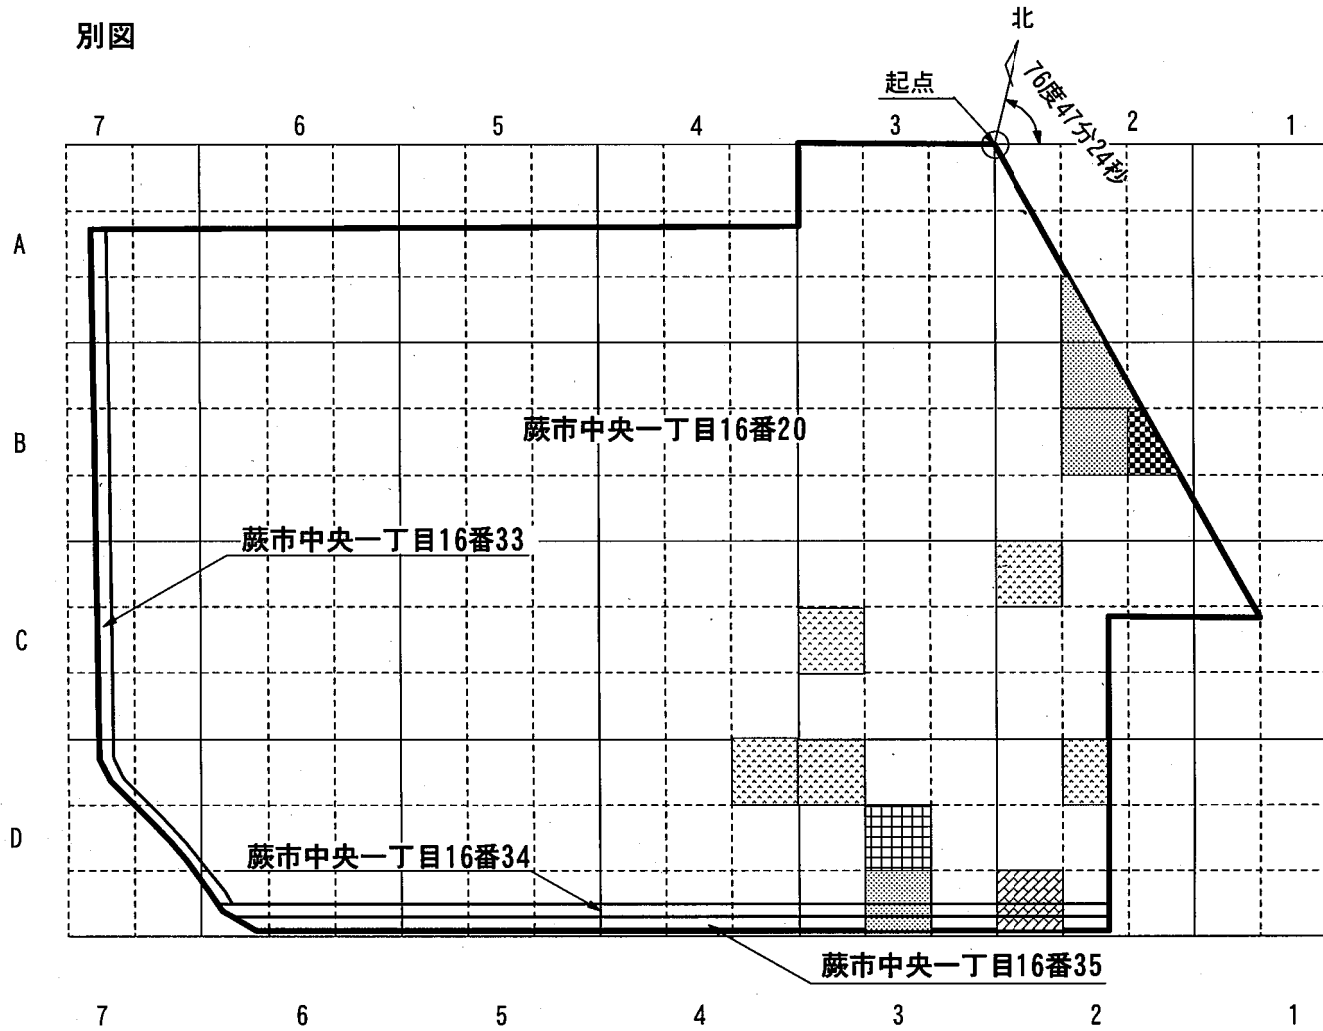 別図
北
起点
76度47分24秒
7 6 5 4 3 2 1
A
蕨市中央一丁目16番20
B
蕨市中央一丁目16番33
C
D
蕨市中央一丁目16番34
蕨市中央一丁目16番35
7 6 5 4 3 2 1